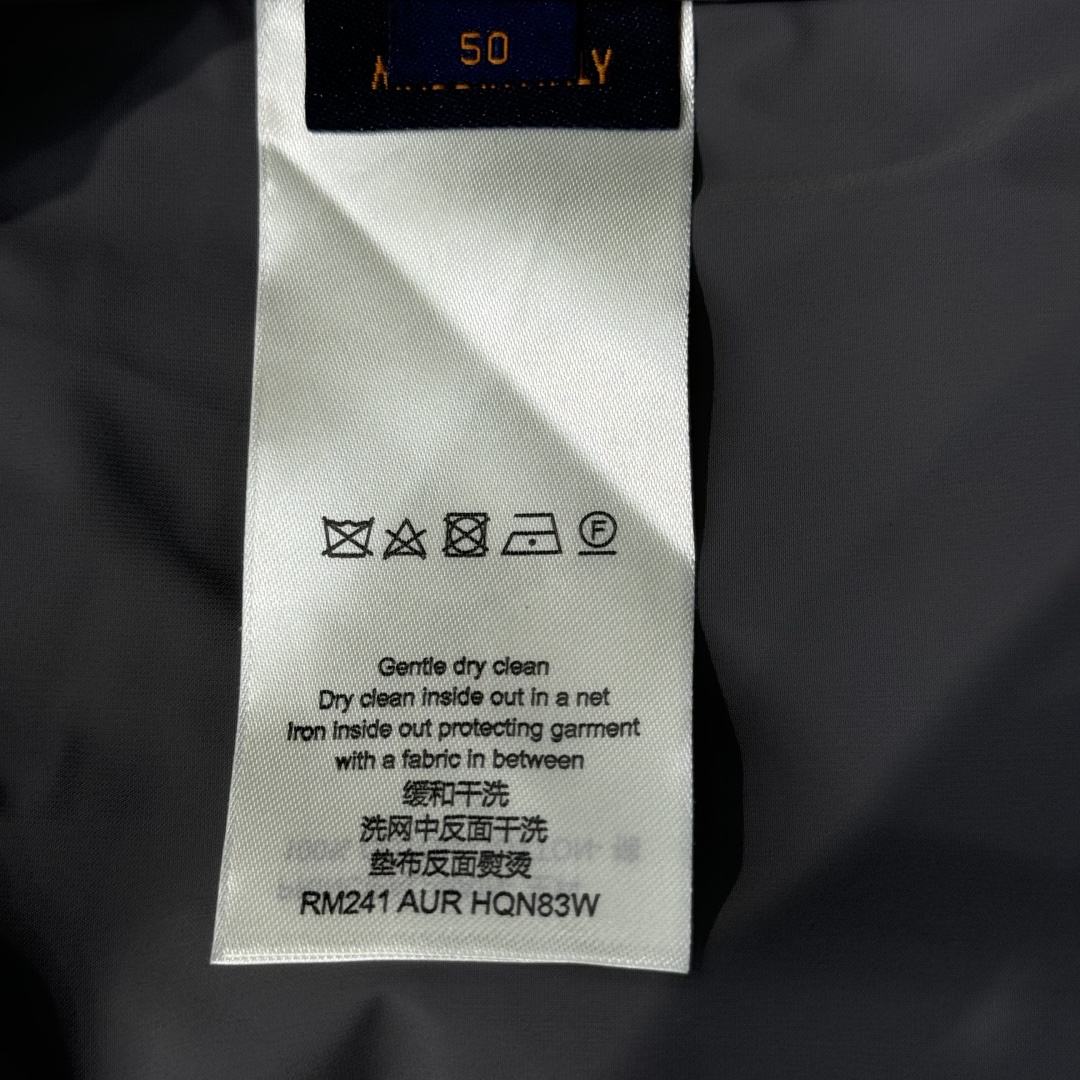 50
Gentle dry clean
Dry clean inside out in a net
Iron inside out protecting garment
with a fabric in between
缓和干洗
洗网中反面干洗
垫布反面熨烫
RM241 AUR HQN83W